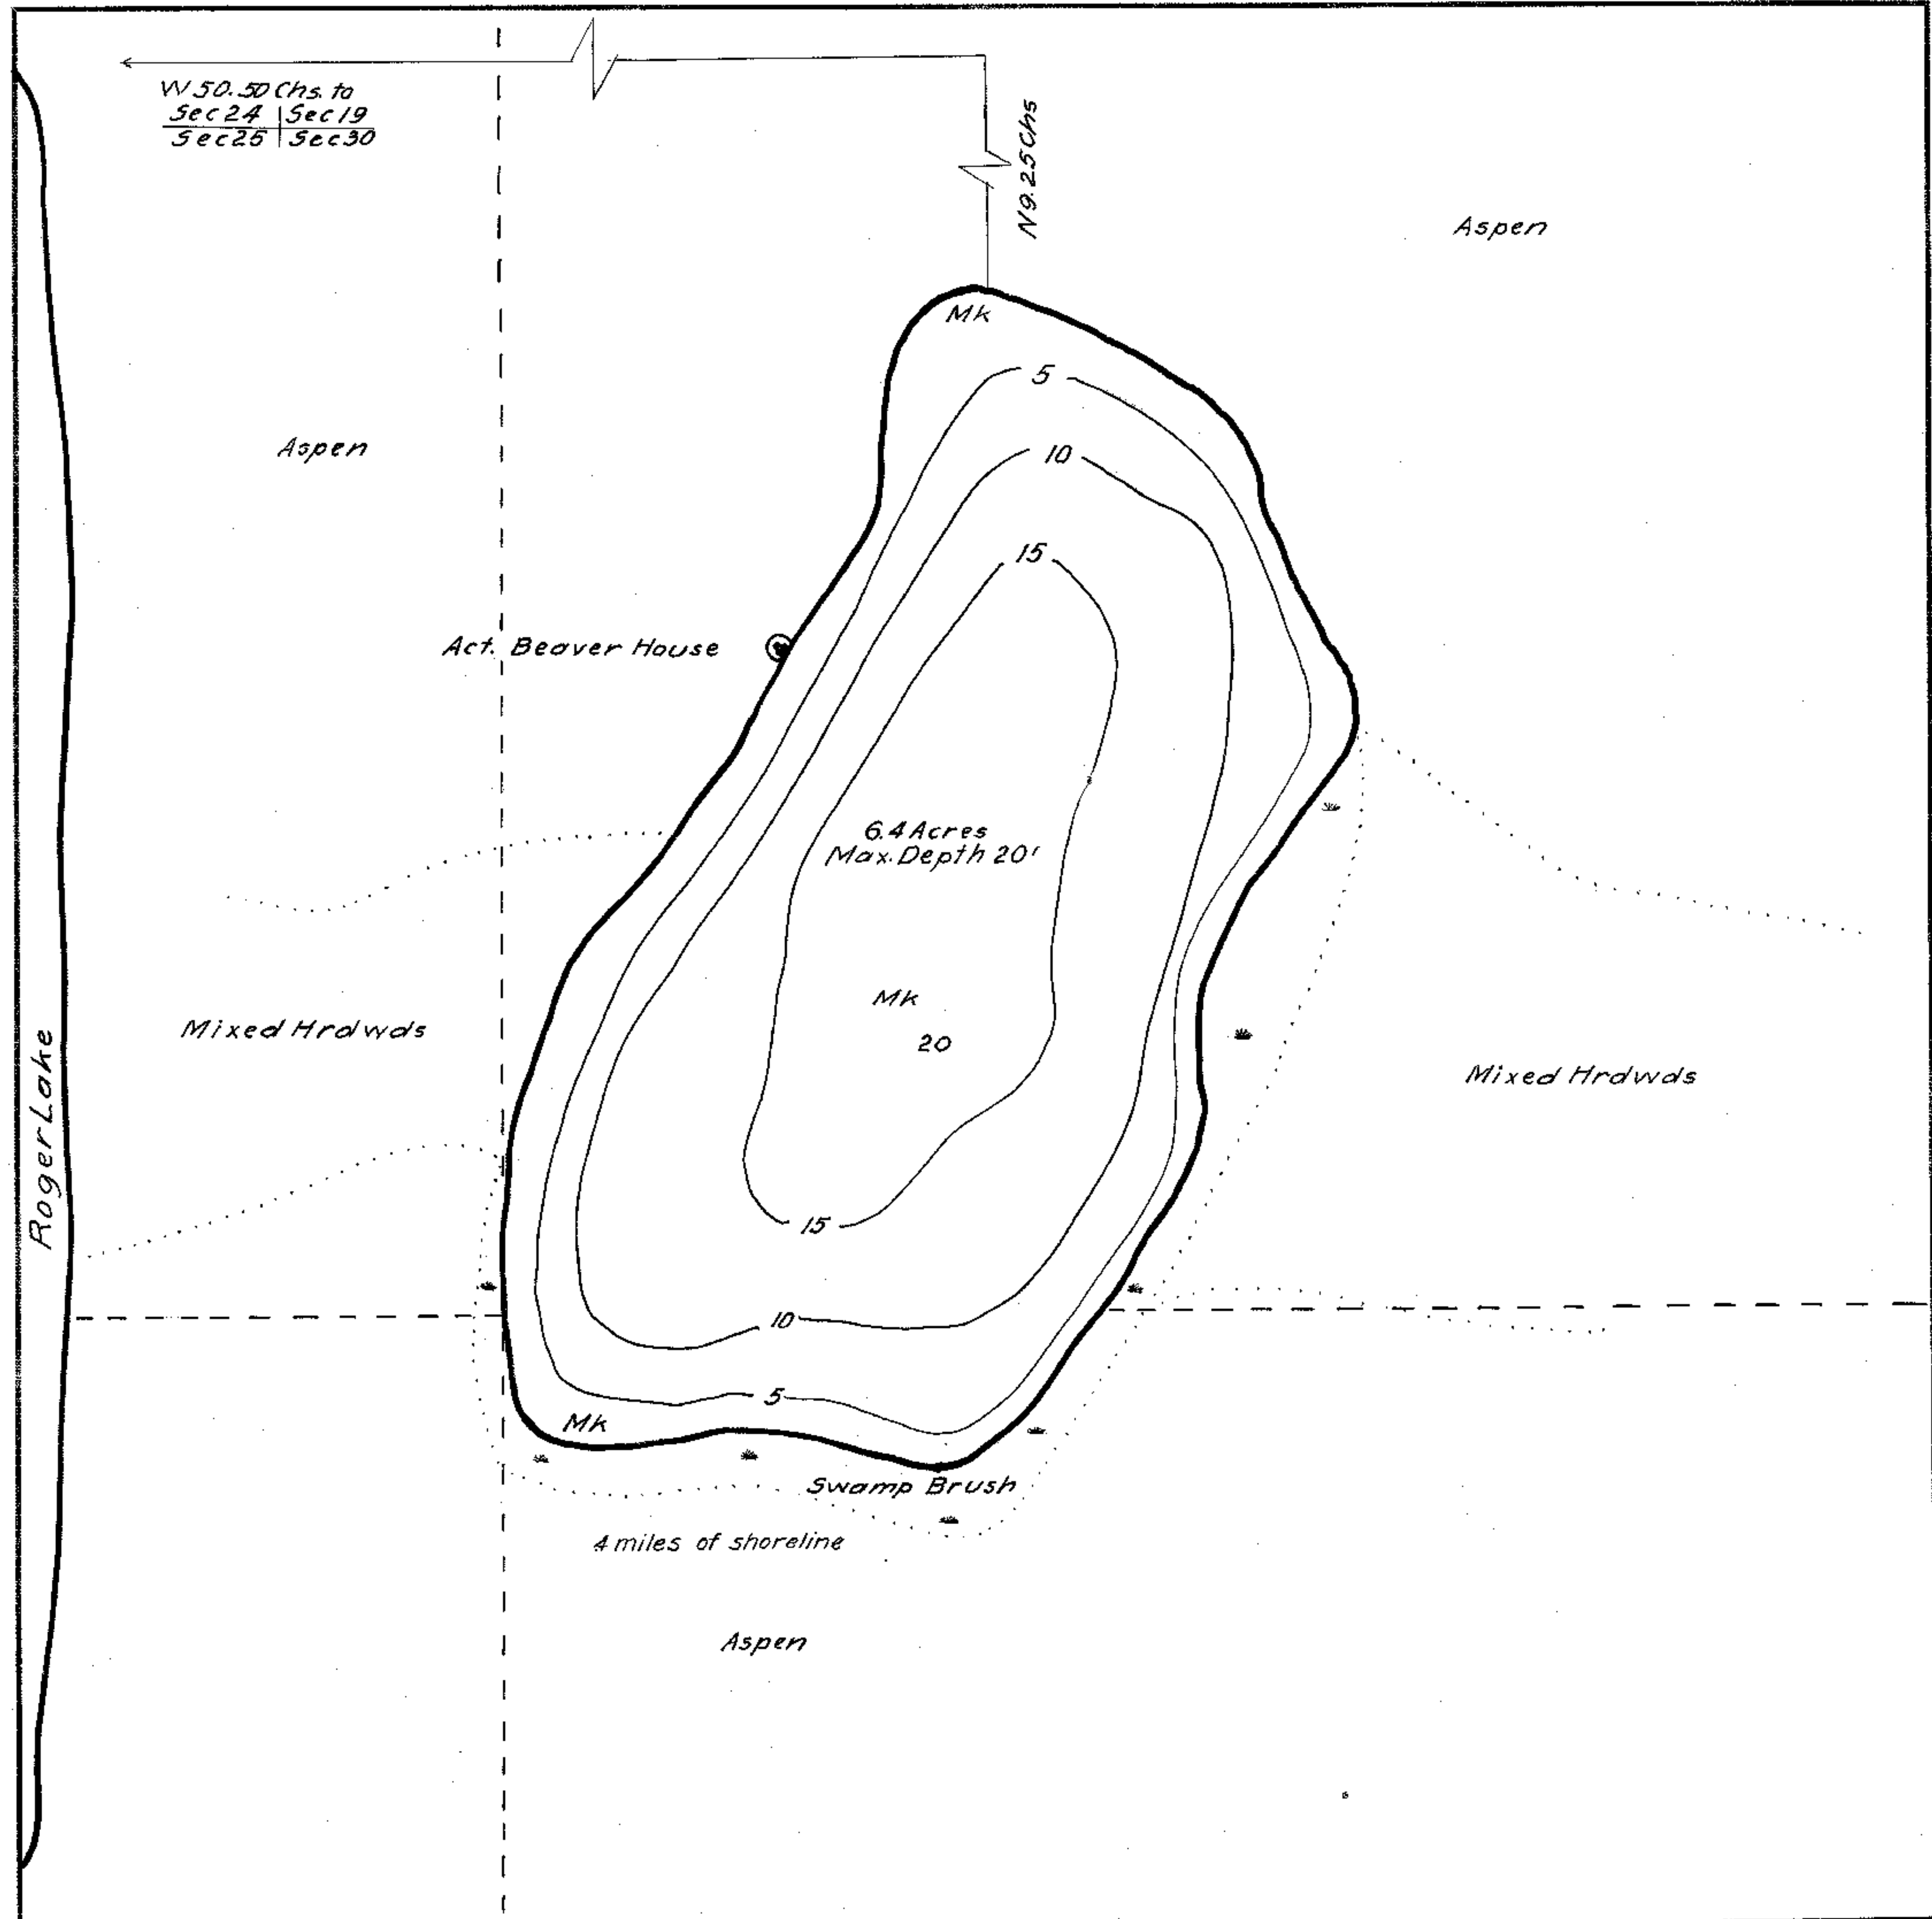 W 50.50 Chs. to
Sec 24 | Sec 19
Sec 25 | Sec 30
N 9.25 Chs
Aspen
Mk
5
10
Aspen
15
Act. Beaver House
6.4 Acres
Max. Depth 20'
Mk
20
Mixed Hrdwds
Mixed Hrdwds
Roger Lake
15
10
5
Mk
Swamp Brush
4 miles of shoreline
Aspen